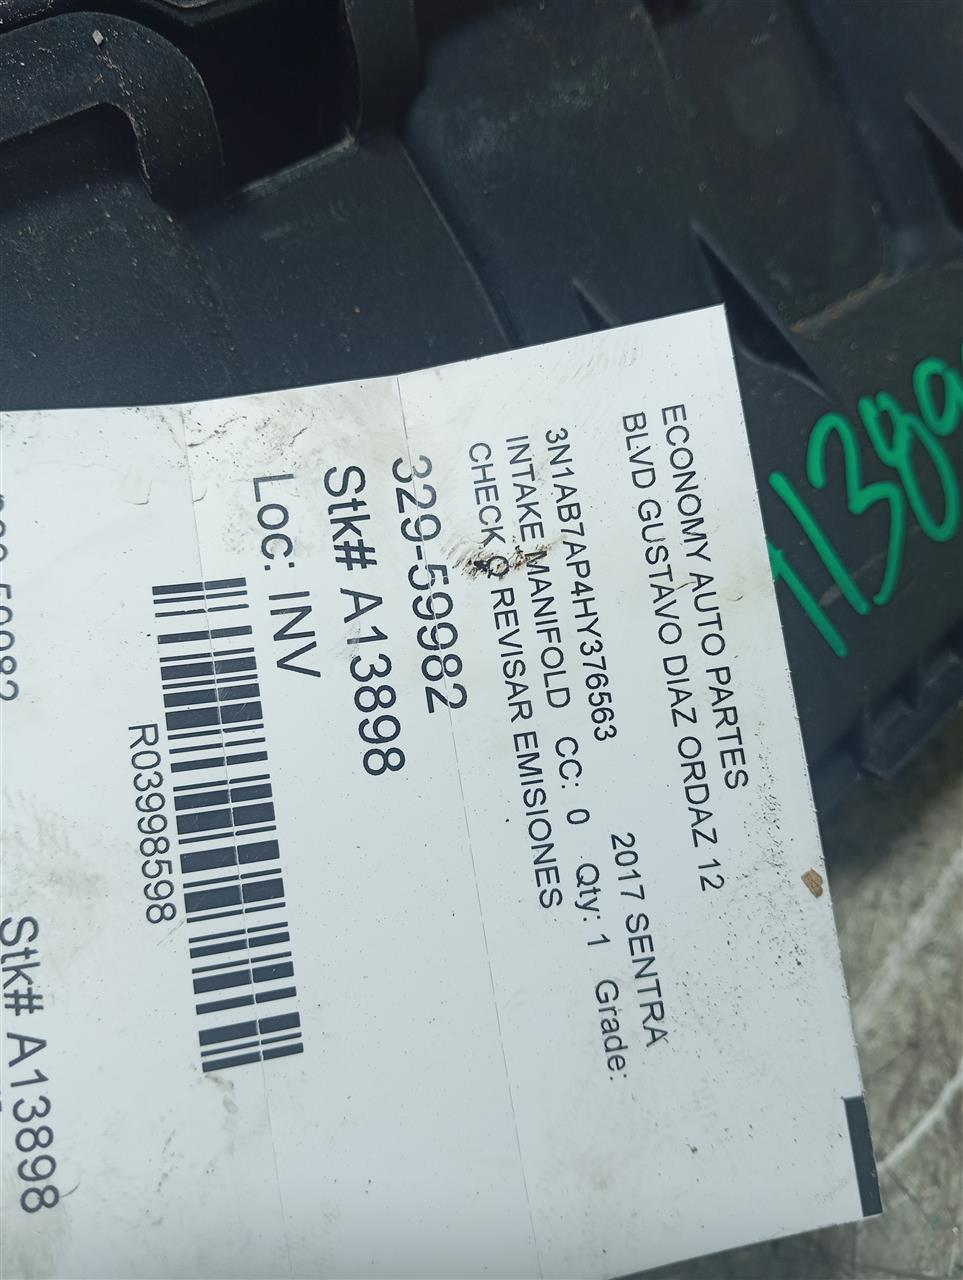 ECONOMY AUTO PARTES
BLVD GUSTAVO DIAZ ORDAZ 12
3N1AB7AP4HY376563 2017 SENTRA
INTAKE MANIFOLD CC: 0 Qty: 1 Grade:
CHECK O REVISAR EMISIONES
329-59982
Stk# A13898
Loc: INV
R03998598
Stk# A13898